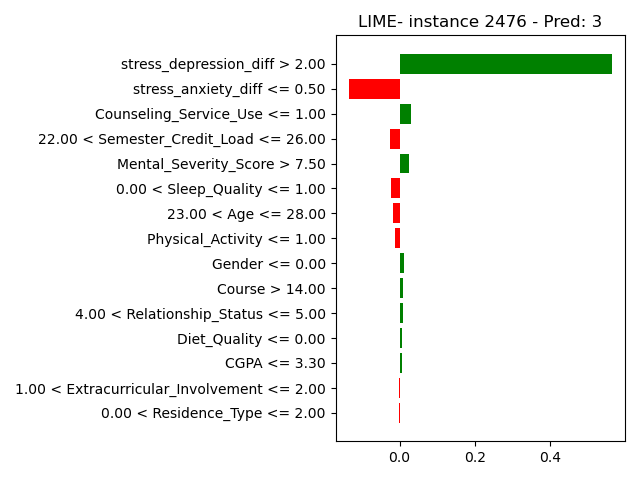 LIME- instance 2476 - Pred: 3
stress_depression_diff > 2.00
stress_anxiety_diff <= 0.50
Counseling_Service_Use <= 1.00
22.00 < Semester_Credit_Load <= 26.00
Mental_Severity_Score > 7.50
0.00 < Sleep_Quality <= 1.00
23.00 < Age <= 28.00
Physical_Activity <= 1.00
Gender <= 0.00
Course > 14.00
4.00 < Relationship_Status <= 5.00
Diet_Quality <= 0.00
CGPA <= 3.30
1.00 < Extracurricular_Involvement <= 2.00
0.00 < Residence_Type <= 2.00
0.0 0.2 0.4